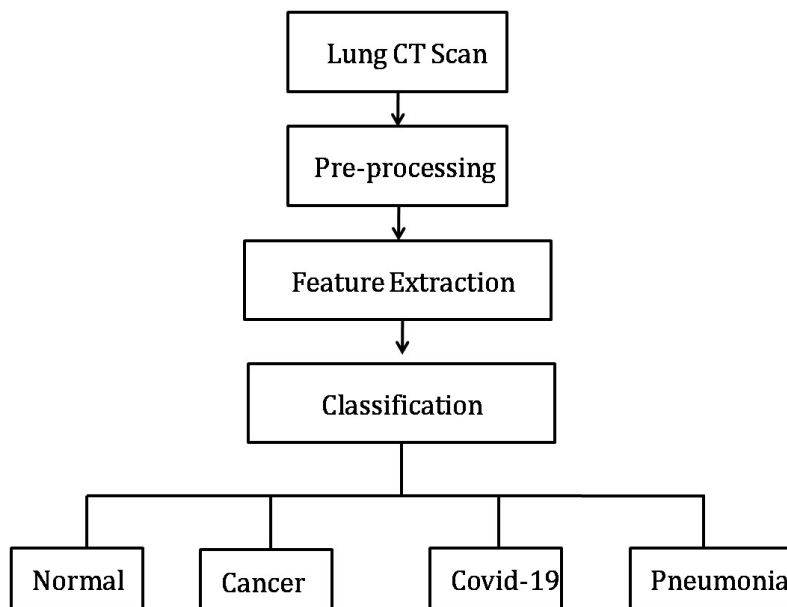 Lung CT Scan
Pre-processing
Feature Extraction
Classification
Normal
Cancer
Covid-19
Pneumonia